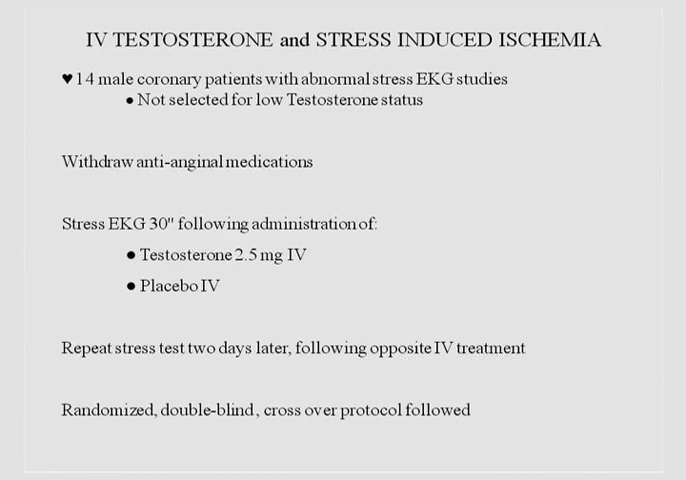 IV TESTOSTERONE and STRESS INDUCED ISCHEMIA
♥ 14 male coronary patients with abnormal stress EKG studies
● Not selected for low Testosterone status
Withdraw anti-anginal medications
Stress EKG 30" following administration of:
● Testosterone 2.5 mg IV
● Placebo IV
Repeat stress test two days later, following opposite IV treatment
Randomized, double-blind, cross over protocol followed